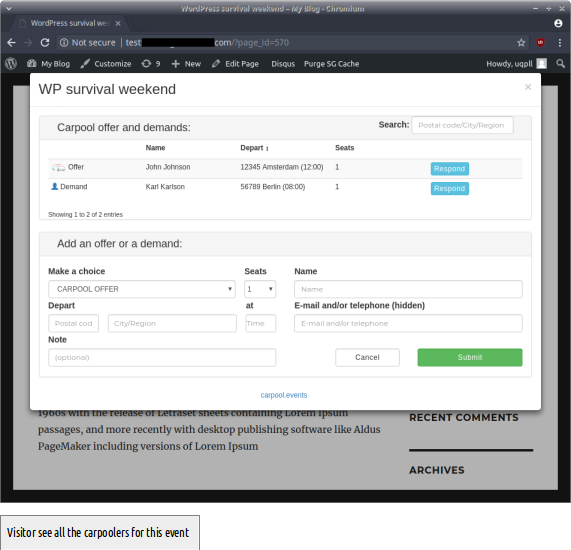 WordPress survival weekend – My Blog - Chromium
WordPress survival wee
Not secure | test com/?page_id=570
My Blog Customize 9 New Edit Page Disqus Purge SG Cache Howdy, uqpll
WP survival weekend ×
Carpool offer and demands: Search: Postal code/City/Region
Name Depart Seats
Offer John Johnson 12345 Amsterdam (12:00) 1 Respond
Demand Karl Karlson 56789 Berlin (08:00) 1 Respond
Showing 1 to 2 of 2 entries
Add an offer or a demand:
Make a choice Seats Name
CARPOOL OFFER 1 Name
Depart at E-mail and/or telephone (hidden)
Postal cod City/Region Time E-mail and/or telephone
Note
(optional) Cancel Submit
carpool.events
1960s with the release of Letraset sheets containing Lorem Ipsum
passages, and more recently with desktop publishing software like Aldus
PageMaker including versions of Lorem Ipsum
RECENT COMMENTS
ARCHIVES
Visitor see all the carpoolers for this event